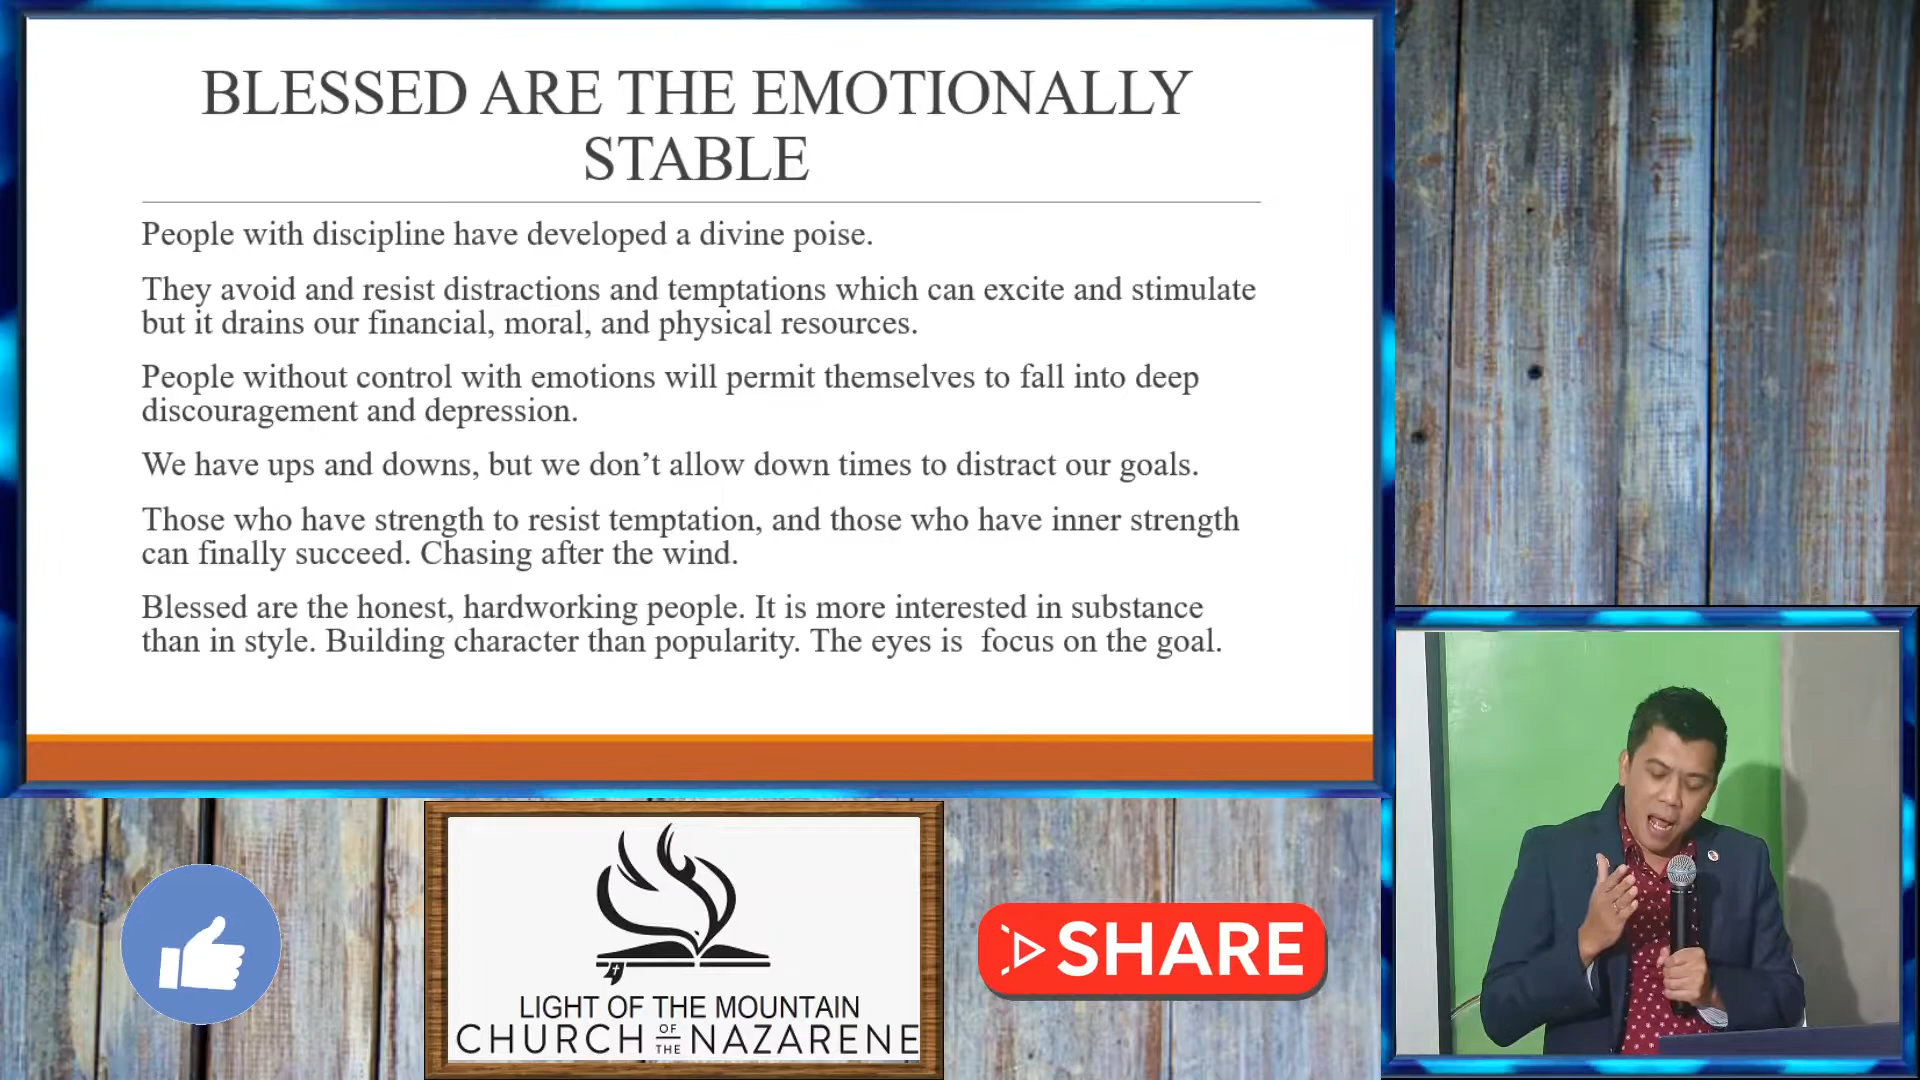 BLESSED ARE THE EMOTIONALLY
STABLE
People with discipline have developed a divine poise.
They avoid and resist distractions and temptations which can excite and stimulate
but it drains our financial, moral, and physical resources.
People without control with emotions will permit themselves to fall into deep
discouragement and depression.
We have ups and downs, but we don’t allow down times to distract our goals.
Those who have strength to resist temptation, and those who have inner strength
can finally succeed. Chasing after the wind.
Blessed are the honest, hardworking people. It is more interested in substance
than in style. Building character than popularity. The eyes is  focus on the goal.
LIGHT OF THE MOUNTAIN
CHURCH OF THE NAZARENE
SHARE